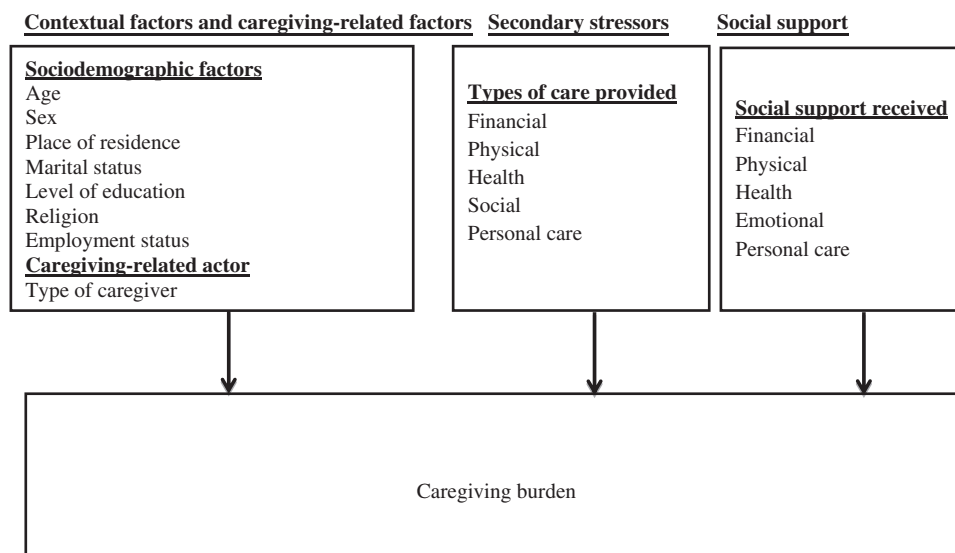 Contextual factors and caregiving-related factors
Secondary stressors
Social support
Sociodemographic factors
Age
Sex
Place of residence
Marital status
Level of education
Religion
Employment status
Caregiving-related actor
Type of caregiver
Types of care provided
Financial
Physical
Health
Social
Personal care
Social support received
Financial
Physical
Health
Emotional
Personal care
Caregiving burden